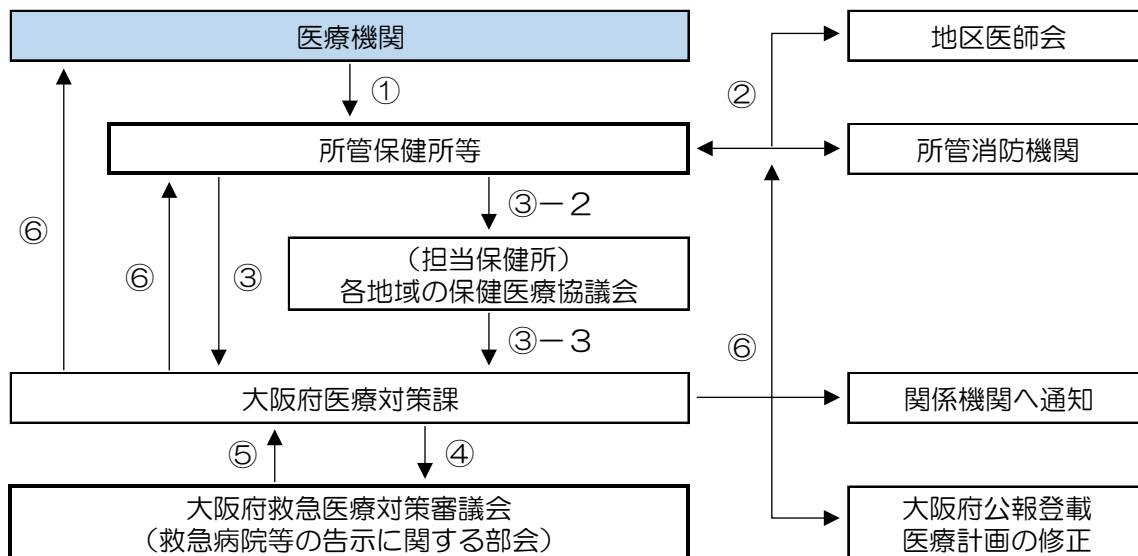 医療機関
地区医師会
①
②
所管保健所等
所管消防機関
③－２
⑥
⑥
③
（担当保健所）
各地域の保健医療協議会
③－３
⑥
大阪府医療対策課
関係機関へ通知
⑤
④
大阪府救急医療対策審議会
（救急病院等の告示に関する部会）
大阪府公報登載
医療計画の修正